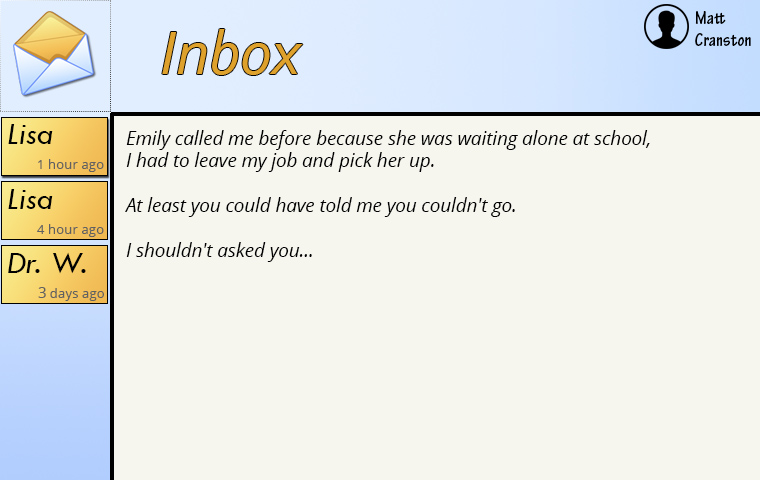 Inbox
Matt
Cranston
Lisa
1 hour ago
Lisa
4 hour ago
Dr. W.
3 days ago
Emily called me before because she was waiting alone at school,
I had to leave my job and pick her up.
At least you could have told me you couldn't go.
I shouldn't asked you...